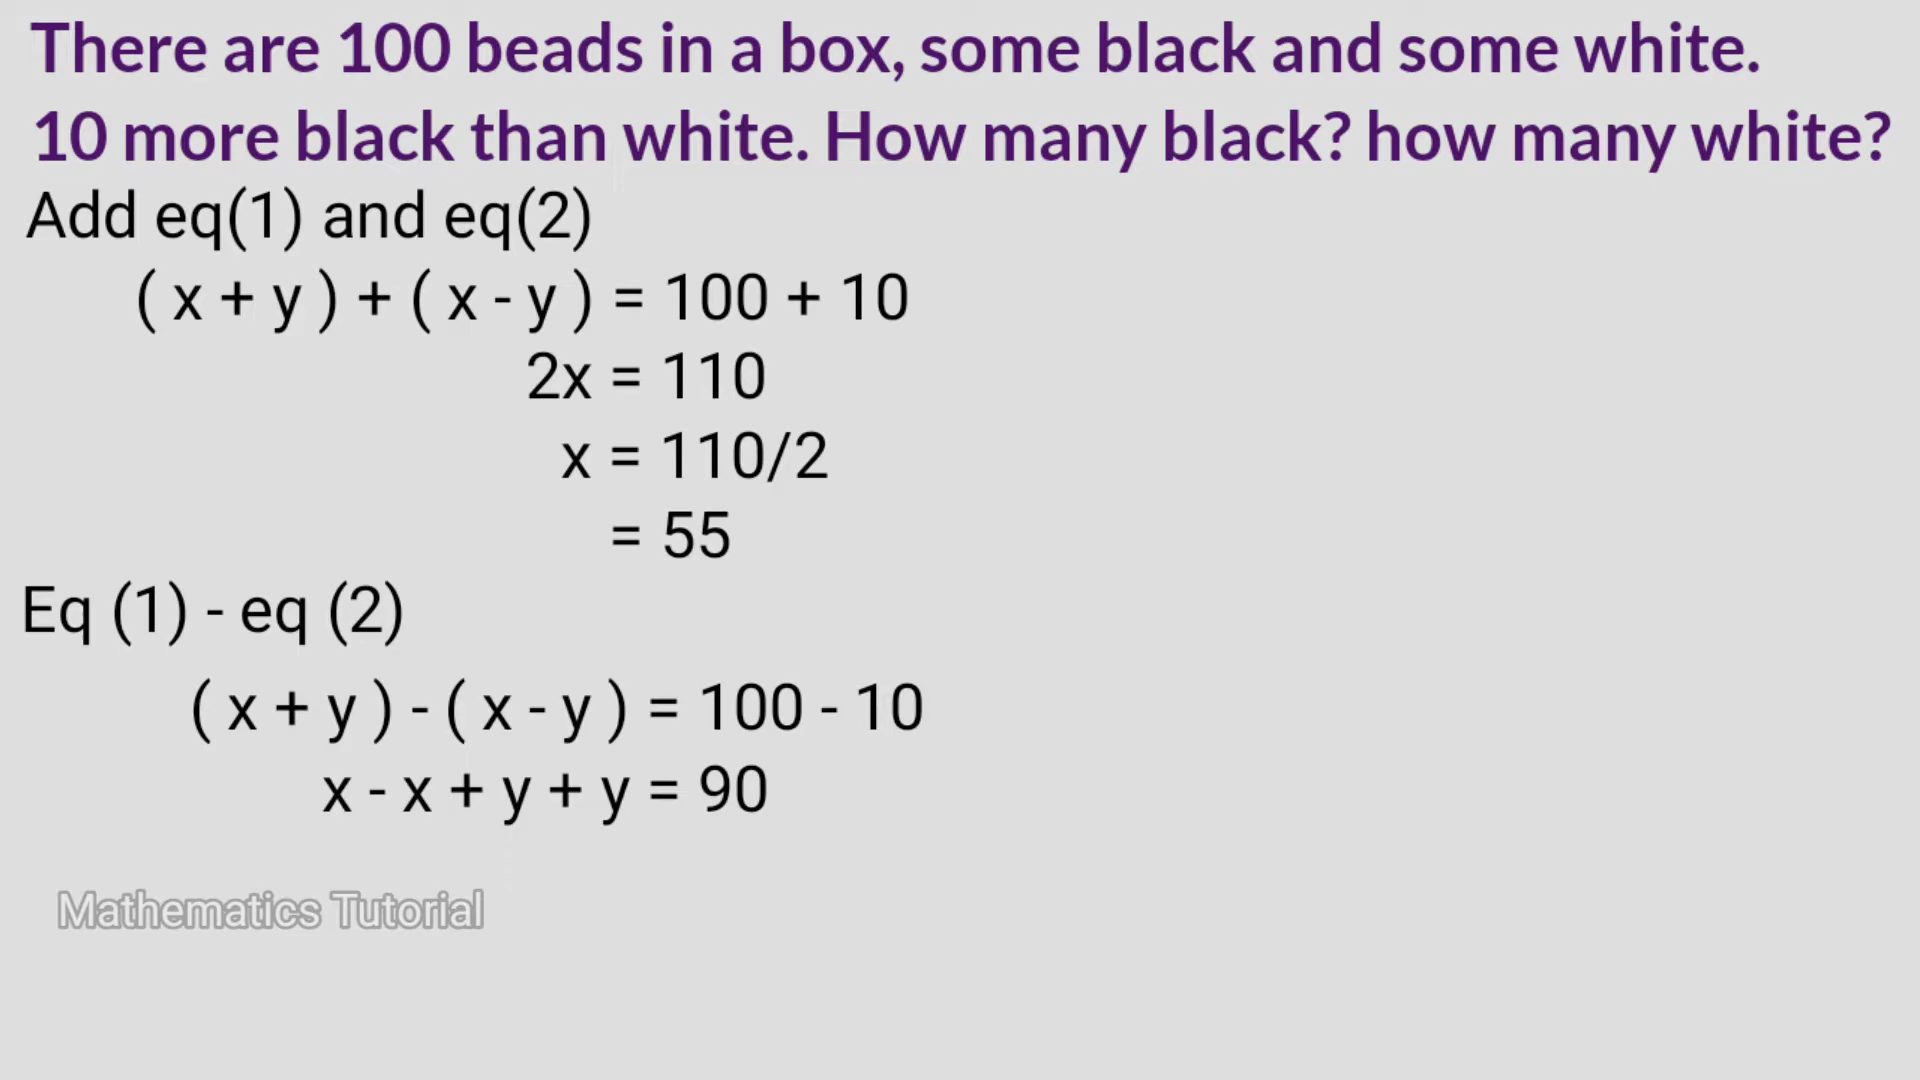 There are 100 beads in a box, some black and some white.
10 more black than white. How many black? how many white?
Add eq(1) and eq(2)
( x + y ) + ( x - y ) = 100 + 10
2x = 110
x = 110/2
= 55
Eq (1) - eq (2)
( x + y ) - ( x - y ) = 100 - 10
x - x + y + y = 90
Mathematics Tutorial